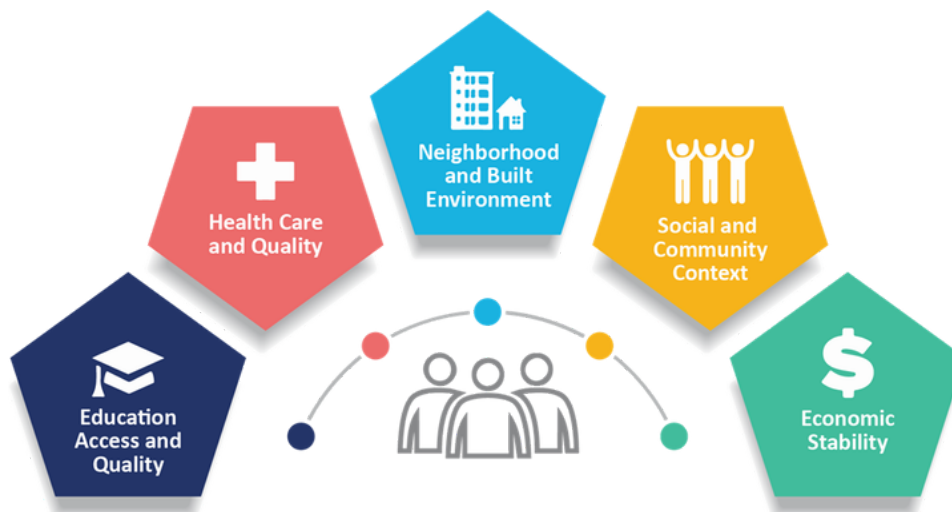 Education
Access and
Quality
Health Care
and Quality
Neighborhood
and Built
Environment
Social and
Community
Context
$
Economic
Stability